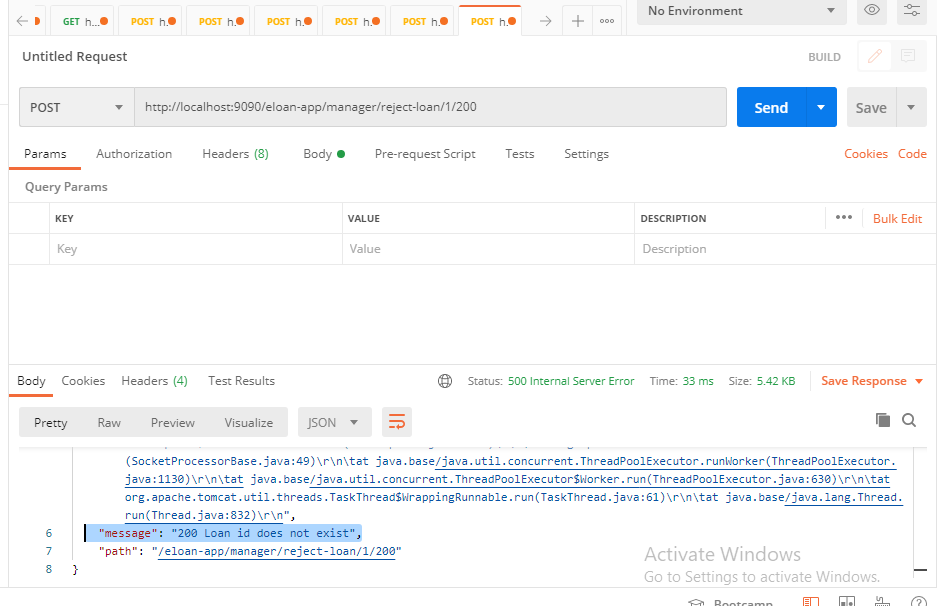 GET h...
POST h.
POST h.
POST h.
POST h.
POST h.
POST h.
No Environment
Untitled Request
BUILD
POST
http://localhost:9090/eloan-app/manager/reject-loan/1/200
Send
Save
Params
Authorization
Headers (8)
Body
Pre-request Script
Tests
Settings
Cookies
Code
Query Params
KEY
VALUE
DESCRIPTION
Bulk Edit
Key
Value
Description
Body
Cookies
Headers (4)
Test Results
Status: 500 Internal Server Error
Time: 33 ms
Size: 5.42 KB
Save Response
Pretty
Raw
Preview
Visualize
JSON
(SocketProcessorBase.java:49)\r\n\tat java.base/java.util.concurrent.ThreadPoolExecutor.runWorker(ThreadPoolExecutor.
java:1130)\r\n\tat java.base/java.util.concurrent.ThreadPoolExecutor$Worker.run(ThreadPoolExecutor.java:630)\r\n\tat
org.apache.tomcat.util.threads.TaskThread$WrappingRunnable.run(TaskThread.java:61)\r\n\tat java.base/java.lang.Thread.
run(Thread.java:832)\r\n",
6 "message": "200 Loan id does not exist",
7 "path": "/eloan-app/manager/reject-loan/1/200"
8 }
Activate Windows
Go to Settings to activate Windows.
Bootcamp